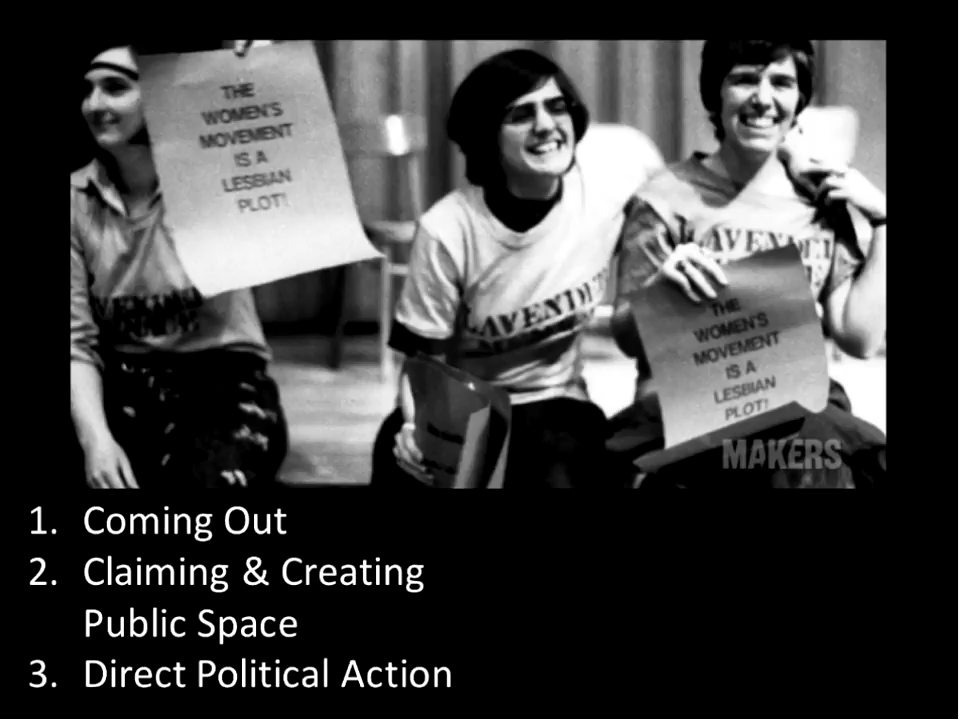 THE
WOMEN'S
MOVEMENT
IS A
LESBIAN
PLOT!
LAVENDER
THE
WOMEN'S
MOVEMENT
IS A
LESBIAN
PLOT!
MAKERS
1. Coming Out
2. Claiming & Creating
Public Space
3. Direct Political Action